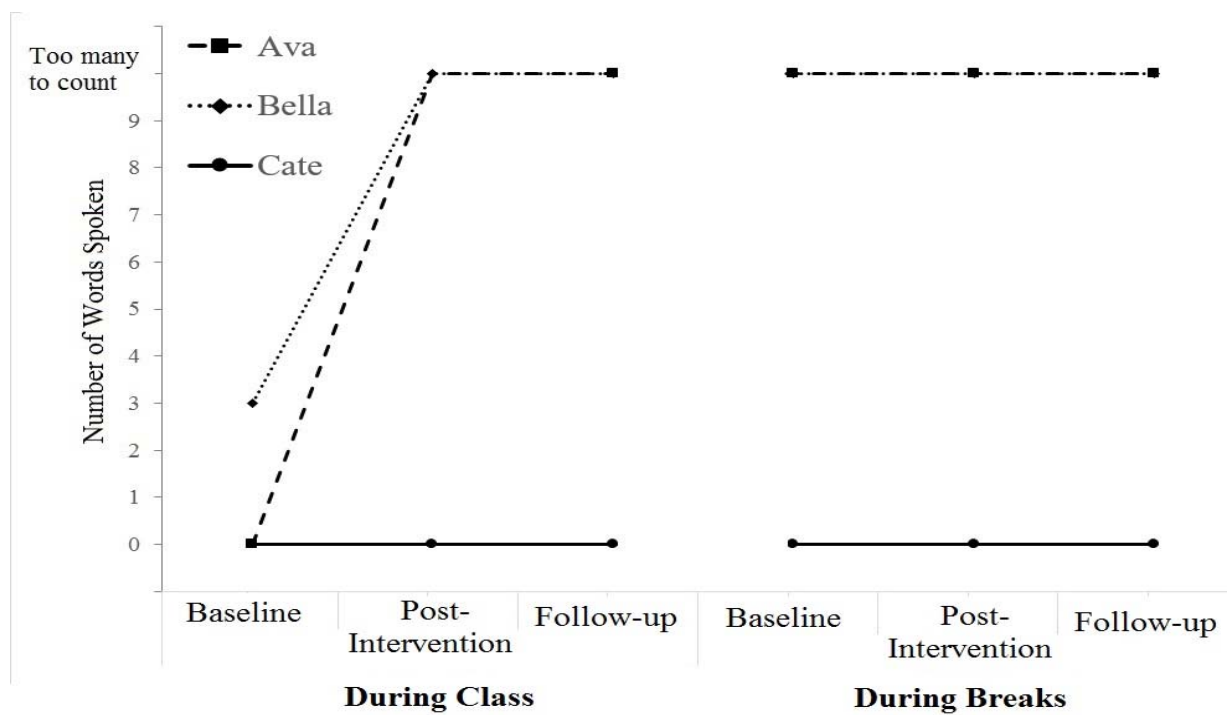 Too many
to count
9
8
7
6
5
4
3
2
1
0
Number of Words Spoken
Ava
Bella
Cate
Baseline
Post-
Intervention
Follow-up
Baseline
Post-
Intervention
Follow-up
During Class
During Breaks